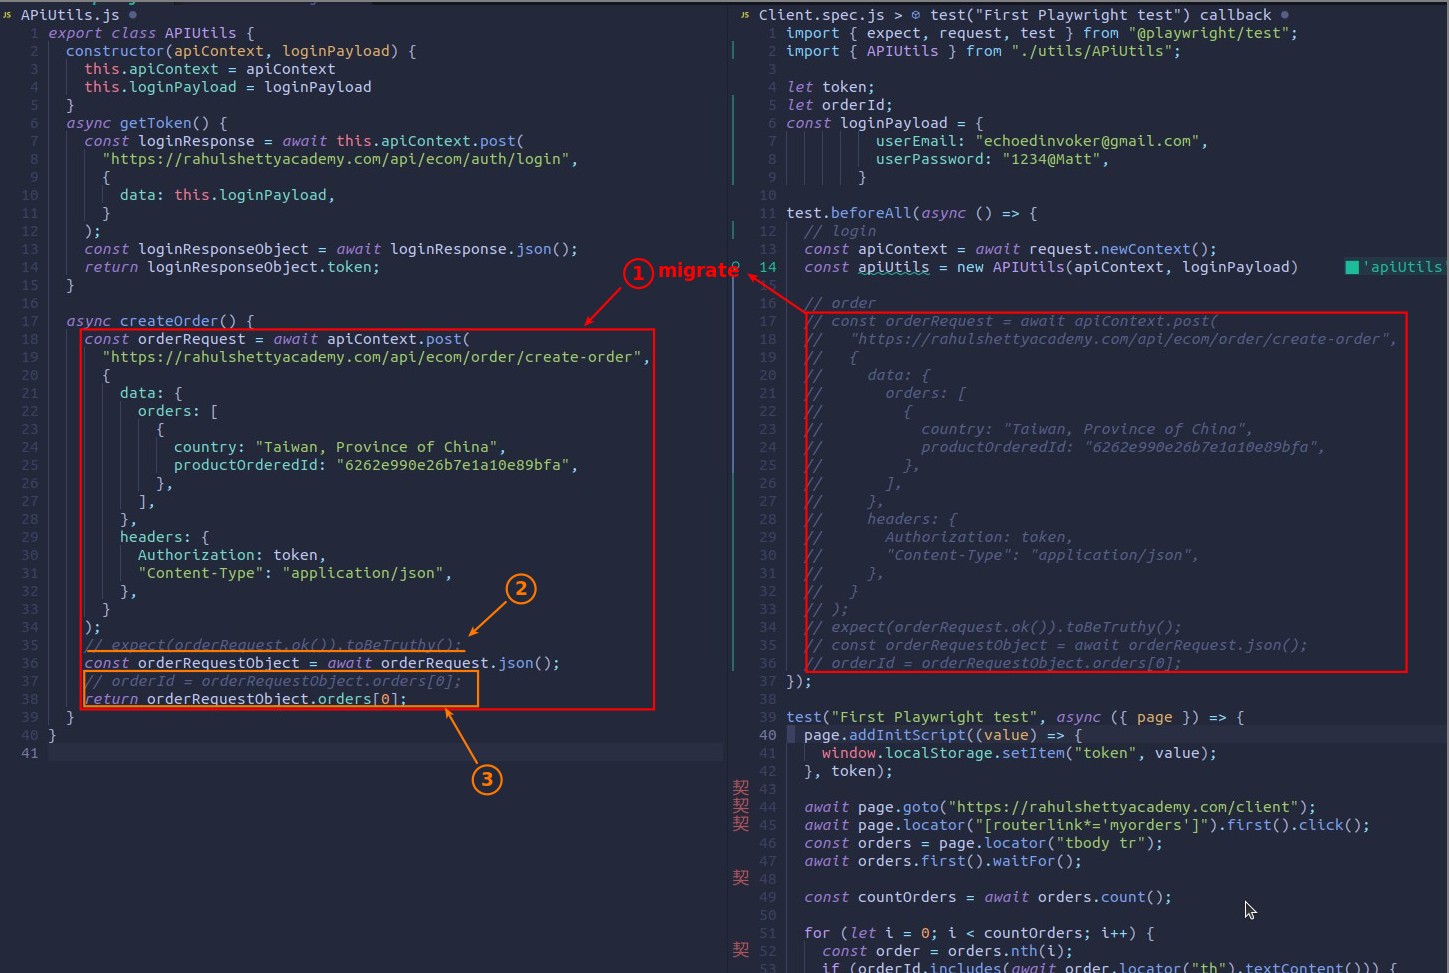 JS APiUtils.js
1 export class APIUtils {
2 constructor(apiContext, loginPayload) {
3 this.apiContext = apiContext
4 this.loginPayload = loginPayload
5 }
6 async getToken() {
7 const loginResponse = await this.apiContext.post(
8 "https://rahulshettyacademy.com/api/ecom/auth/login",
9 {
10 data: this.loginPayload,
11 }
12 );
13 const loginResponseObject = await loginResponse.json();
14 return loginResponseObject.token;
15 }
16
17 async createOrder() {
18 const orderRequest = await apiContext.post(
19 "https://rahulshettyacademy.com/api/ecom/order/create-order",
20 {
21 data: {
22 orders: [
23 {
24 country: "Taiwan, Province of China",
25 productOrderedId: "6262e990e26b7e1a10e89bfa",
26 },
27 ],
28 },
29 headers: {
30 Authorization: token,
31 "Content-Type": "application/json",
32 },
33 }
34 );
35 // expect(orderRequest.ok()).toBeTruthy();
36 const orderRequestObject = await orderRequest.json();
37 // orderId = orderRequestObject.orders[0];
38 return orderRequestObject.orders[0];
39 }
40 }
41
1 migrate
2
3
JS Client.spec.js > test("First Playwright test") callback
1 import { expect, request, test } from "@playwright/test";
2 import { APIUtils } from "./utils/APiUtils";
3
4 let token;
5 let orderId;
6 const loginPayload = {
7 userEmail: "echoedinvoker@gmail.com",
8 userPassword: "1234@Matt",
9 }
10
11 test.beforeAll(async () => {
12 // login
13 const apiContext = await request.newContext();
14 const apiUtils = new APIUtils(apiContext, loginPayload) 'apiUtils'
15
16 // order
17 // const orderRequest = await apiContext.post(
18 // "https://rahulshettyacademy.com/api/ecom/order/create-order",
19 // {
20 // data: {
21 // orders: [
22 // {
23 // country: "Taiwan, Province of China",
24 // productOrderedId: "6262e990e26b7e1a10e89bfa",
25 // },
26 // ],
27 // },
28 // headers: {
29 // Authorization: token,
30 // "Content-Type": "application/json",
31 // },
32 // }
33 // );
34 // expect(orderRequest.ok()).toBeTruthy();
35 // const orderRequestObject = await orderRequest.json();
36 // orderId = orderRequestObject.orders[0];
37 });
38
39 test("First Playwright test", async ({ page }) => {
40 page.addInitScript((value) => {
41 window.localStorage.setItem("token", value);
42 }, token);
契 43
契 44 await page.goto("https://rahulshettyacademy.com/client");
契 45 await page.locator("[routerlink*='myorders']").first().click();
46 const orders = page.locator("tbody tr");
47 await orders.first().waitFor();
契 48
49 const countOrders = await orders.count();
50
51 for (let i = 0; i < countOrders; i++) {
契 52 const order = orders.nth(i);
53 if (orderId.includes(await order.locator("th").textContent())) {